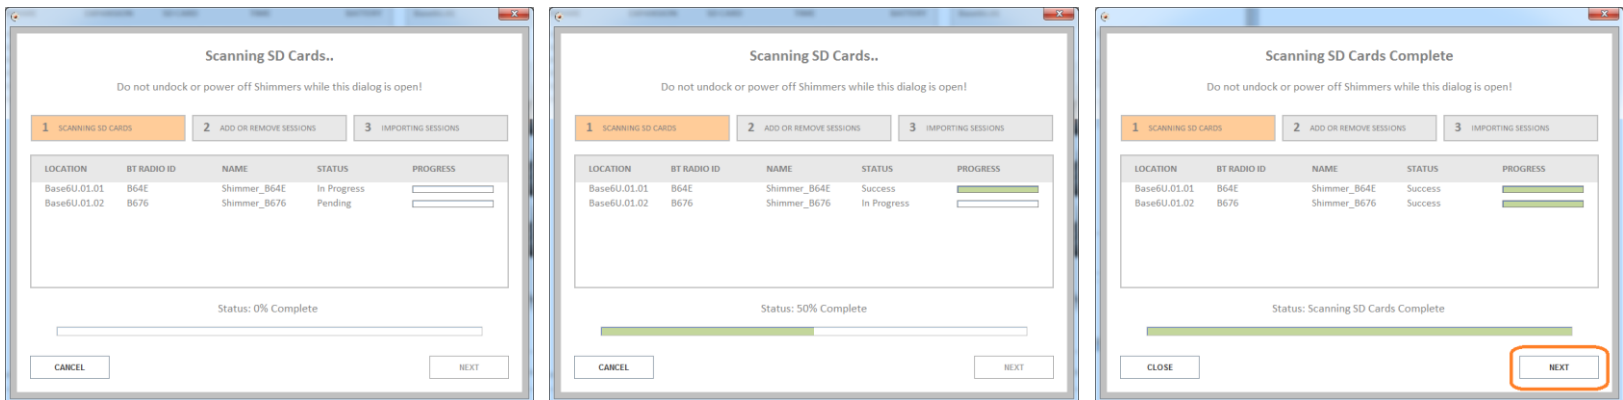 Scanning SD Cards..
Do not undock or power off Shimmers while this dialog is open!
1 SCANNING SD CARDS 2 ADD OR REMOVE SESSIONS 3 IMPORTING SESSIONS
LOCATION BT RADIO ID NAME STATUS PROGRESS
Base6U.01.01 B64E Shimmer_B64E In Progress
Base6U.01.02 B676 Shimmer_B676 Pending
Status: 0% Complete
CANCEL NEXT
Scanning SD Cards..
Do not undock or power off Shimmers while this dialog is open!
1 SCANNING SD CARDS 2 ADD OR REMOVE SESSIONS 3 IMPORTING SESSIONS
LOCATION BT RADIO ID NAME STATUS PROGRESS
Base6U.01.01 B64E Shimmer_B64E Success
Base6U.01.02 B676 Shimmer_B676 In Progress
Status: 50% Complete
CANCEL NEXT
Scanning SD Cards Complete
Do not undock or power off Shimmers while this dialog is open!
1 SCANNING SD CARDS 2 ADD OR REMOVE SESSIONS 3 IMPORTING SESSIONS
LOCATION BT RADIO ID NAME STATUS PROGRESS
Base6U.01.01 B64E Shimmer_B64E Success
Base6U.01.02 B676 Shimmer_B676 Success
Status: Scanning SD Cards Complete
CLOSE NEXT